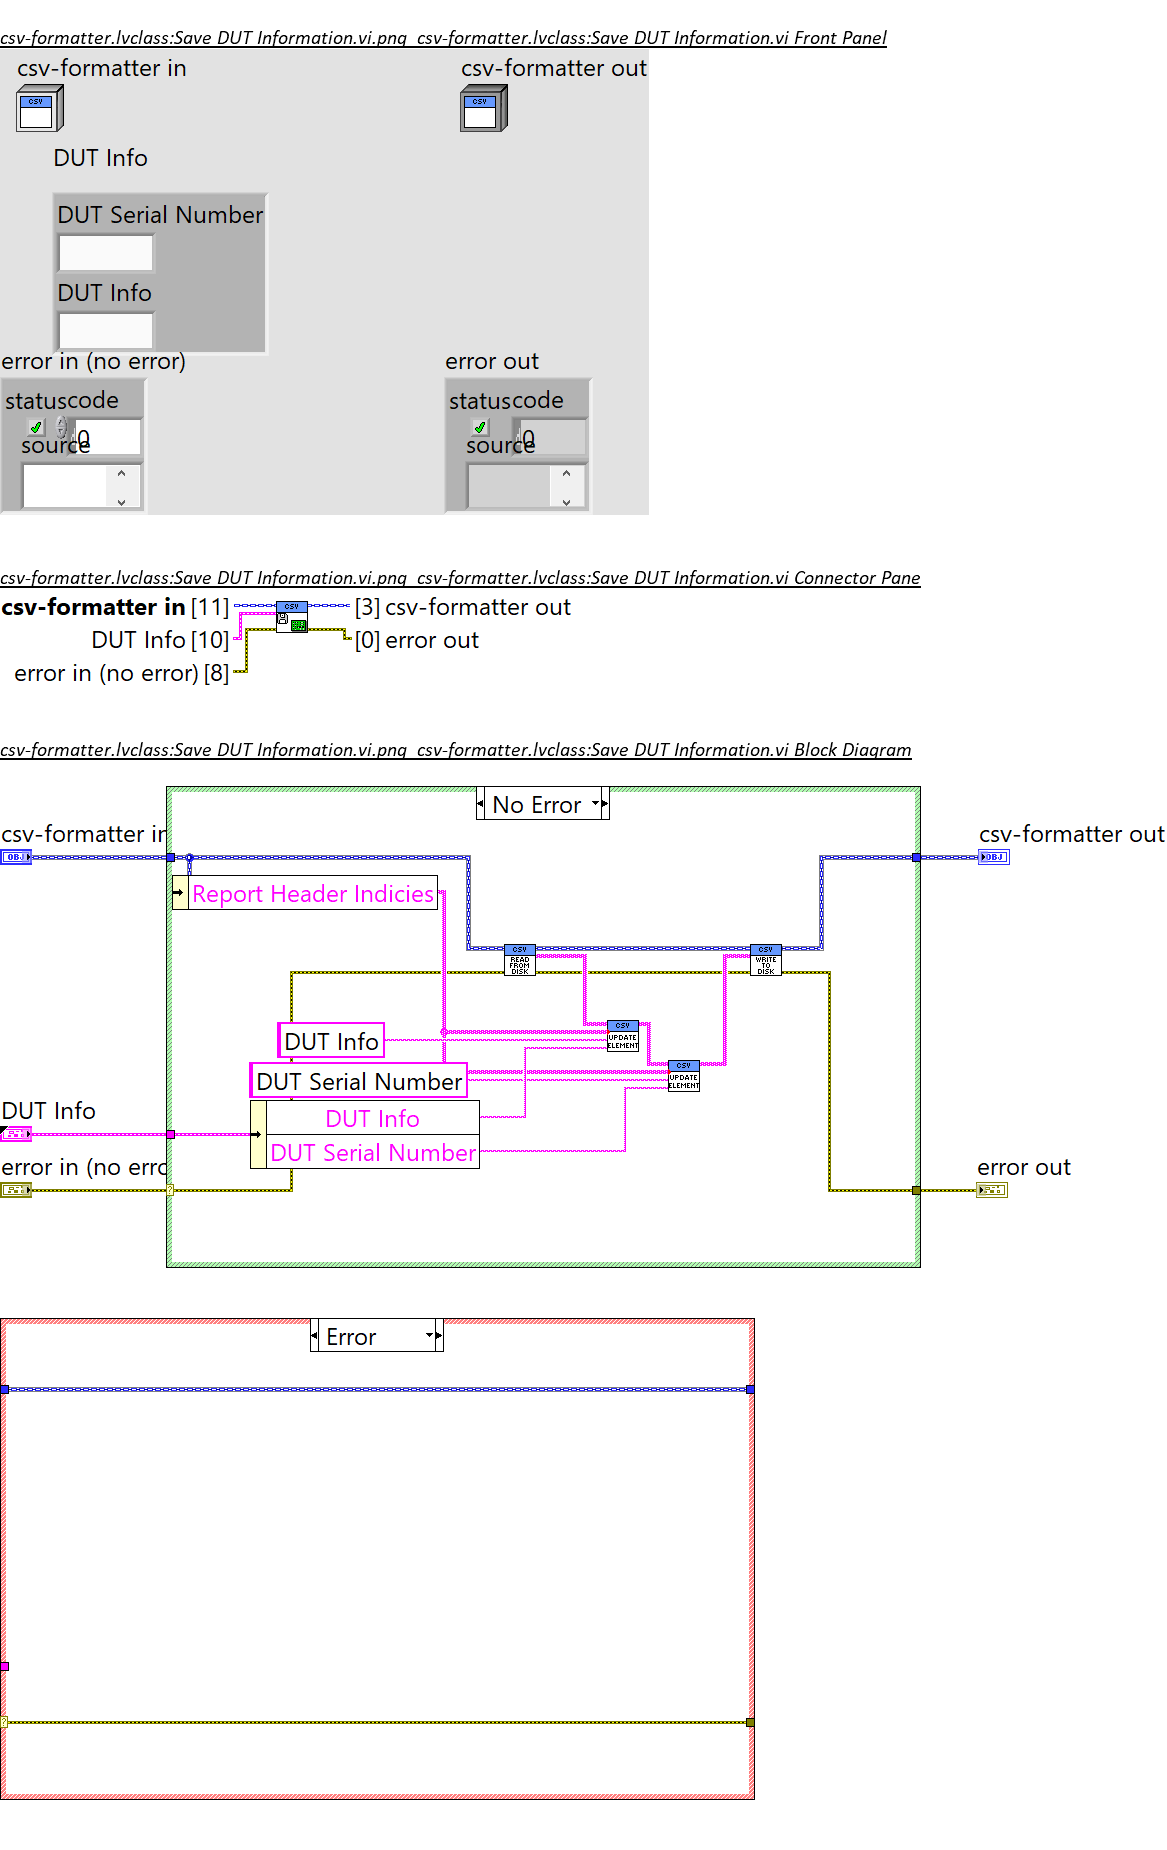 csv-formatter.lvclass:Save DUT Information.vi.png csv-formatter.lvclass:Save DUT Information.vi Front Panel
csv-formatter in
csv-formatter out
CSV
CSV
DUT Info
DUT Serial Number
DUT Info
error in (no error)
error out
status code
status code
0
0
source
source
csv-formatter.lvclass:Save DUT Information.vi.png csv-formatter.lvclass:Save DUT Information.vi Connector Pane
csv-formatter in [11]
CSV
[3] csv-formatter out
DUT Info [10]
[0] error out
error in (no error) [8]
csv-formatter.lvclass:Save DUT Information.vi.png csv-formatter.lvclass:Save DUT Information.vi Block Diagram
No Error
csv-formatter in
csv-formatter out
OBJ
OBJ
Report Header Indicies
CSV
READ
FROM
DISK
CSV
WRITE
TO
DISK
DUT Info
CSV
UPDATE
ELEMENT
DUT Serial Number
CSV
UPDATE
ELEMENT
DUT Info
DUT Info
DUT Serial Number
error in (no erro
error out
?
Error
?